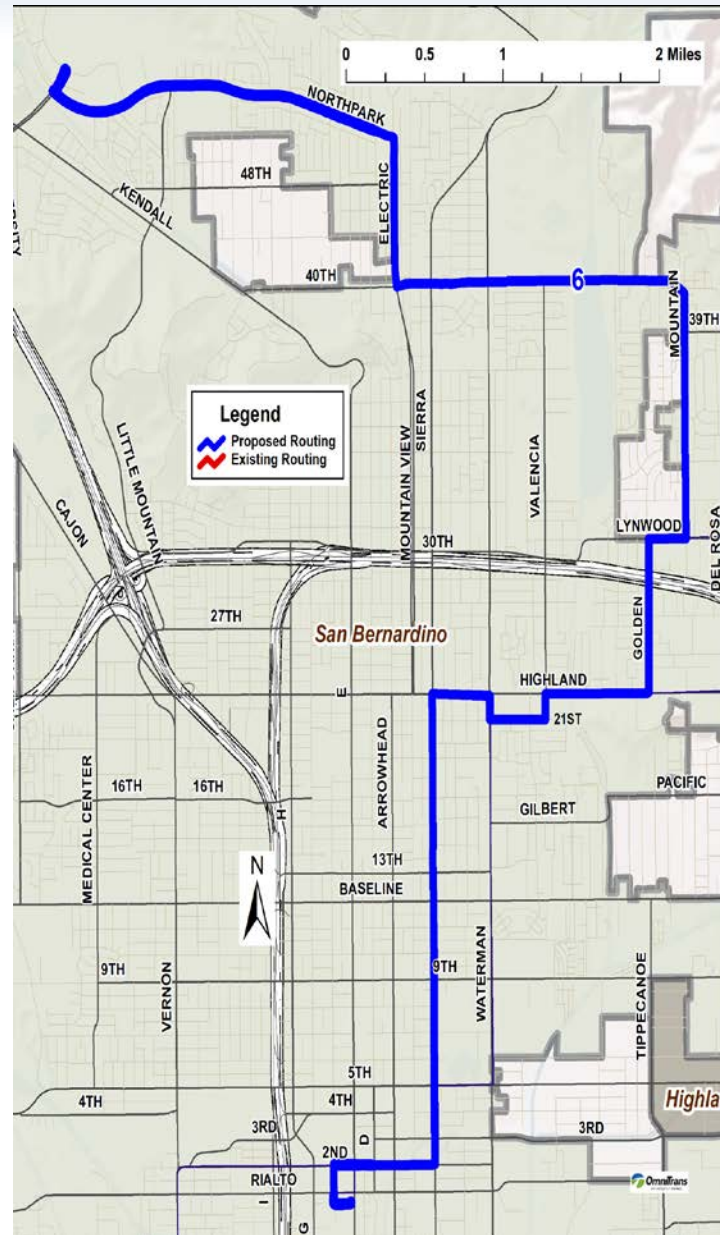 0 0.5 1 2 Miles
NORTHPARK
48TH
ELECTRIC
KENDALL
40TH
6
MOUNTAIN
39TH
Legend
Proposed Routing
Existing Routing
LITTLE MOUNTAIN
CAJON
MOUNTAIN VIEW
SIERRA
VALENCIA
LYNWOOD
DEL ROSA
30TH
27TH
San Bernardino
GOLDEN
E
HIGHLAND
21ST
MEDICAL CENTER
16TH 16TH
H
ARROWHEAD
PACIFIC
GILBERT
N
13TH
BASELINE
9TH
VERNON
9TH
WATERMAN
TIPPECANOE
5TH
4TH
4TH
3RD
D
3RD
Highla
2ND
RIALTO
I
G
OmniTrans